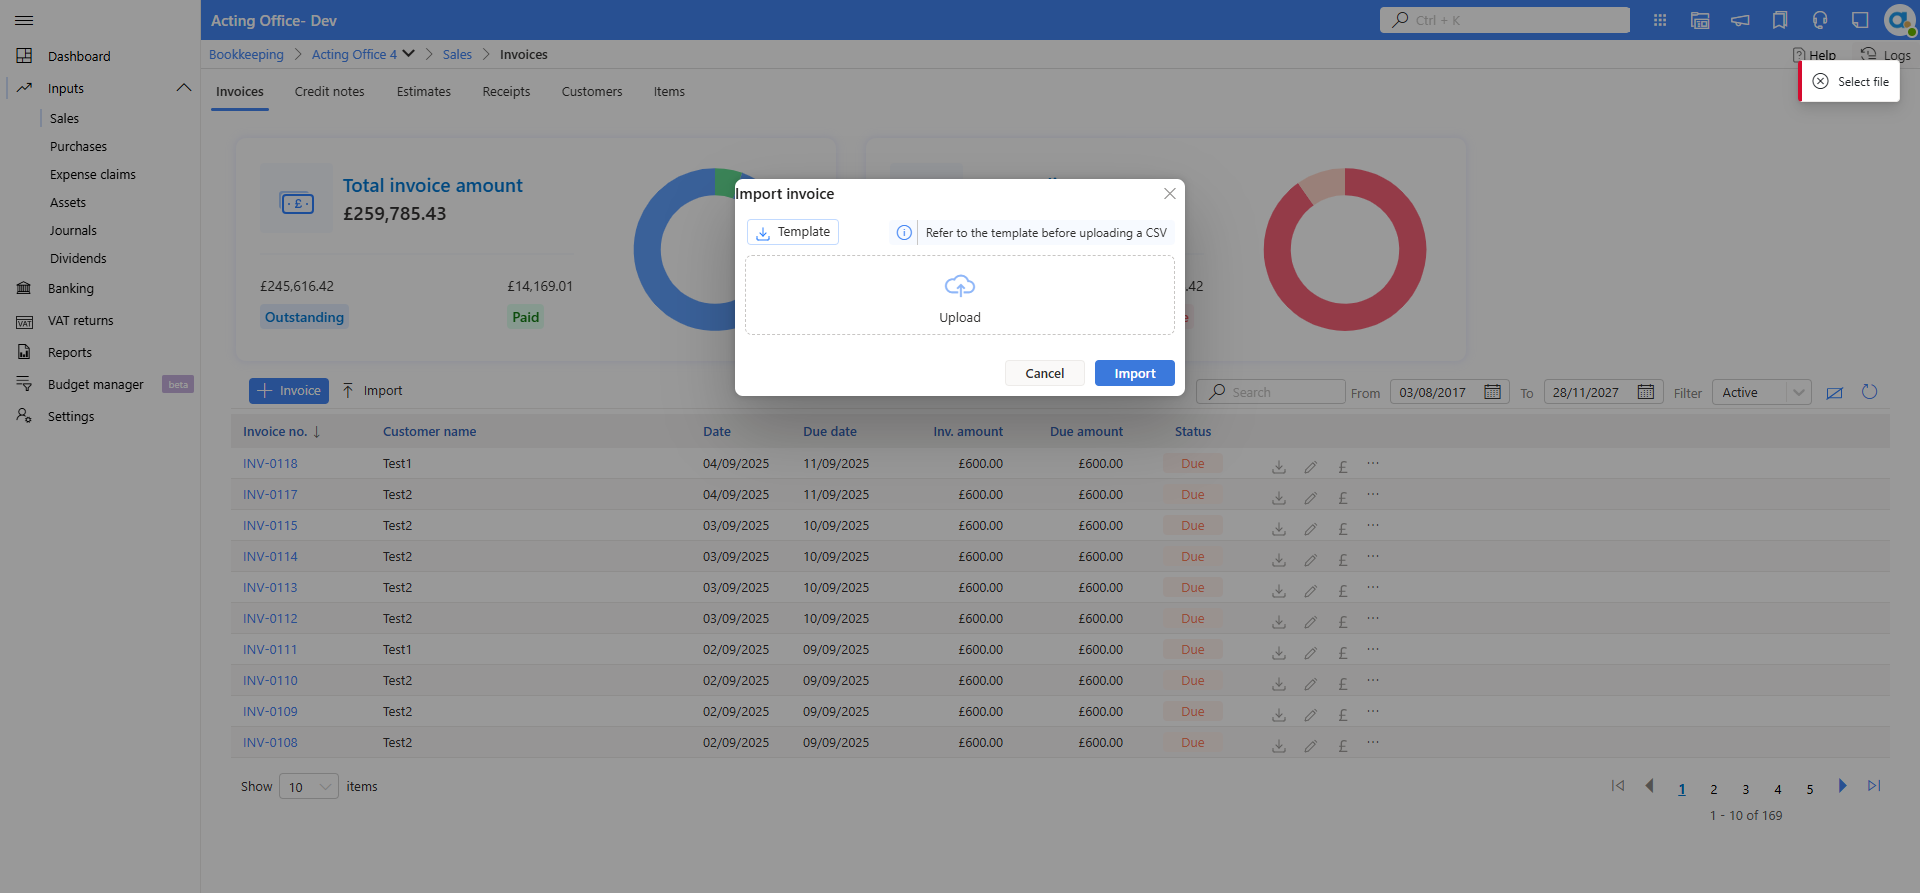 Acting Office- Dev
Ctrl + K
Dashboard
Inputs
Sales
Purchases
Expense claims
Assets
Journals
Dividends
Banking
VAT returns
Reports
Budget manager beta
Settings
Bookkeeping Acting Office 4 Sales Invoices
Help Logs
Select file
Invoices Credit notes Estimates Receipts Customers Items
Total invoice amount
£259,785.43
£245,616.42 £14,169.01
Outstanding Paid
.42
Import invoice
Template
Refer to the template before uploading a CSV
Upload
Cancel Import
Invoice Import Search From 03/08/2017 To 28/11/2027 Filter Active
Invoice no. Customer name Date Due date Inv. amount Due amount Status
INV-0118 Test1 04/09/2025 11/09/2025 £600.00 £600.00 Due £ ...
INV-0117 Test2 04/09/2025 11/09/2025 £600.00 £600.00 Due £ ...
INV-0115 Test2 03/09/2025 10/09/2025 £600.00 £600.00 Due £ ...
INV-0114 Test2 03/09/2025 10/09/2025 £600.00 £600.00 Due £ ...
INV-0113 Test2 03/09/2025 10/09/2025 £600.00 £600.00 Due £ ...
INV-0112 Test2 03/09/2025 10/09/2025 £600.00 £600.00 Due £ ...
INV-0111 Test1 02/09/2025 09/09/2025 £600.00 £600.00 Due £ ...
INV-0110 Test2 02/09/2025 09/09/2025 £600.00 £600.00 Due £ ...
INV-0109 Test2 02/09/2025 09/09/2025 £600.00 £600.00 Due £ ...
INV-0108 Test2 02/09/2025 09/09/2025 £600.00 £600.00 Due £ ...
Show 10 items
1 2 3 4 5
1 - 10 of 169